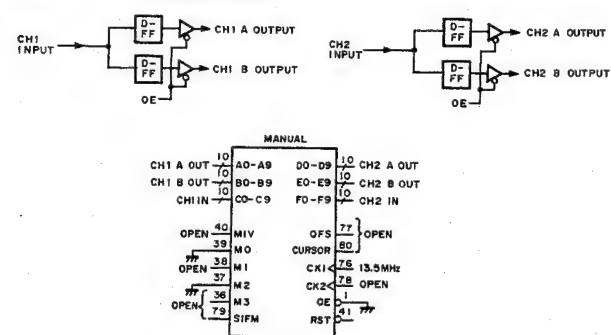 D-
FF
CH1
INPUT
CH1 A OUTPUT
D-
FF
CH1 B OUTPUT
OE
D-
FF
CH2
INPUT
CH2 A OUTPUT
D-
FF
CH2 B OUTPUT
OE
MANUAL
CH1 A OUT 10 A0-A9 D0-D9 10 CH2 A OUT
CH1 B OUT 10 B0-B9 E0-E9 10 CH2 B OUT
CH1 IN 10 C0-C9 F0-F9 10 CH2 IN
OPEN 40 MIV OFS 77 OPEN
39 M0 CURSOR 80
OPEN 38 M1 CK1 76 13.5MHz
37 M2 CK2 78 OPEN
OPEN 36 M3 OE 1
79 SIFM RST 41